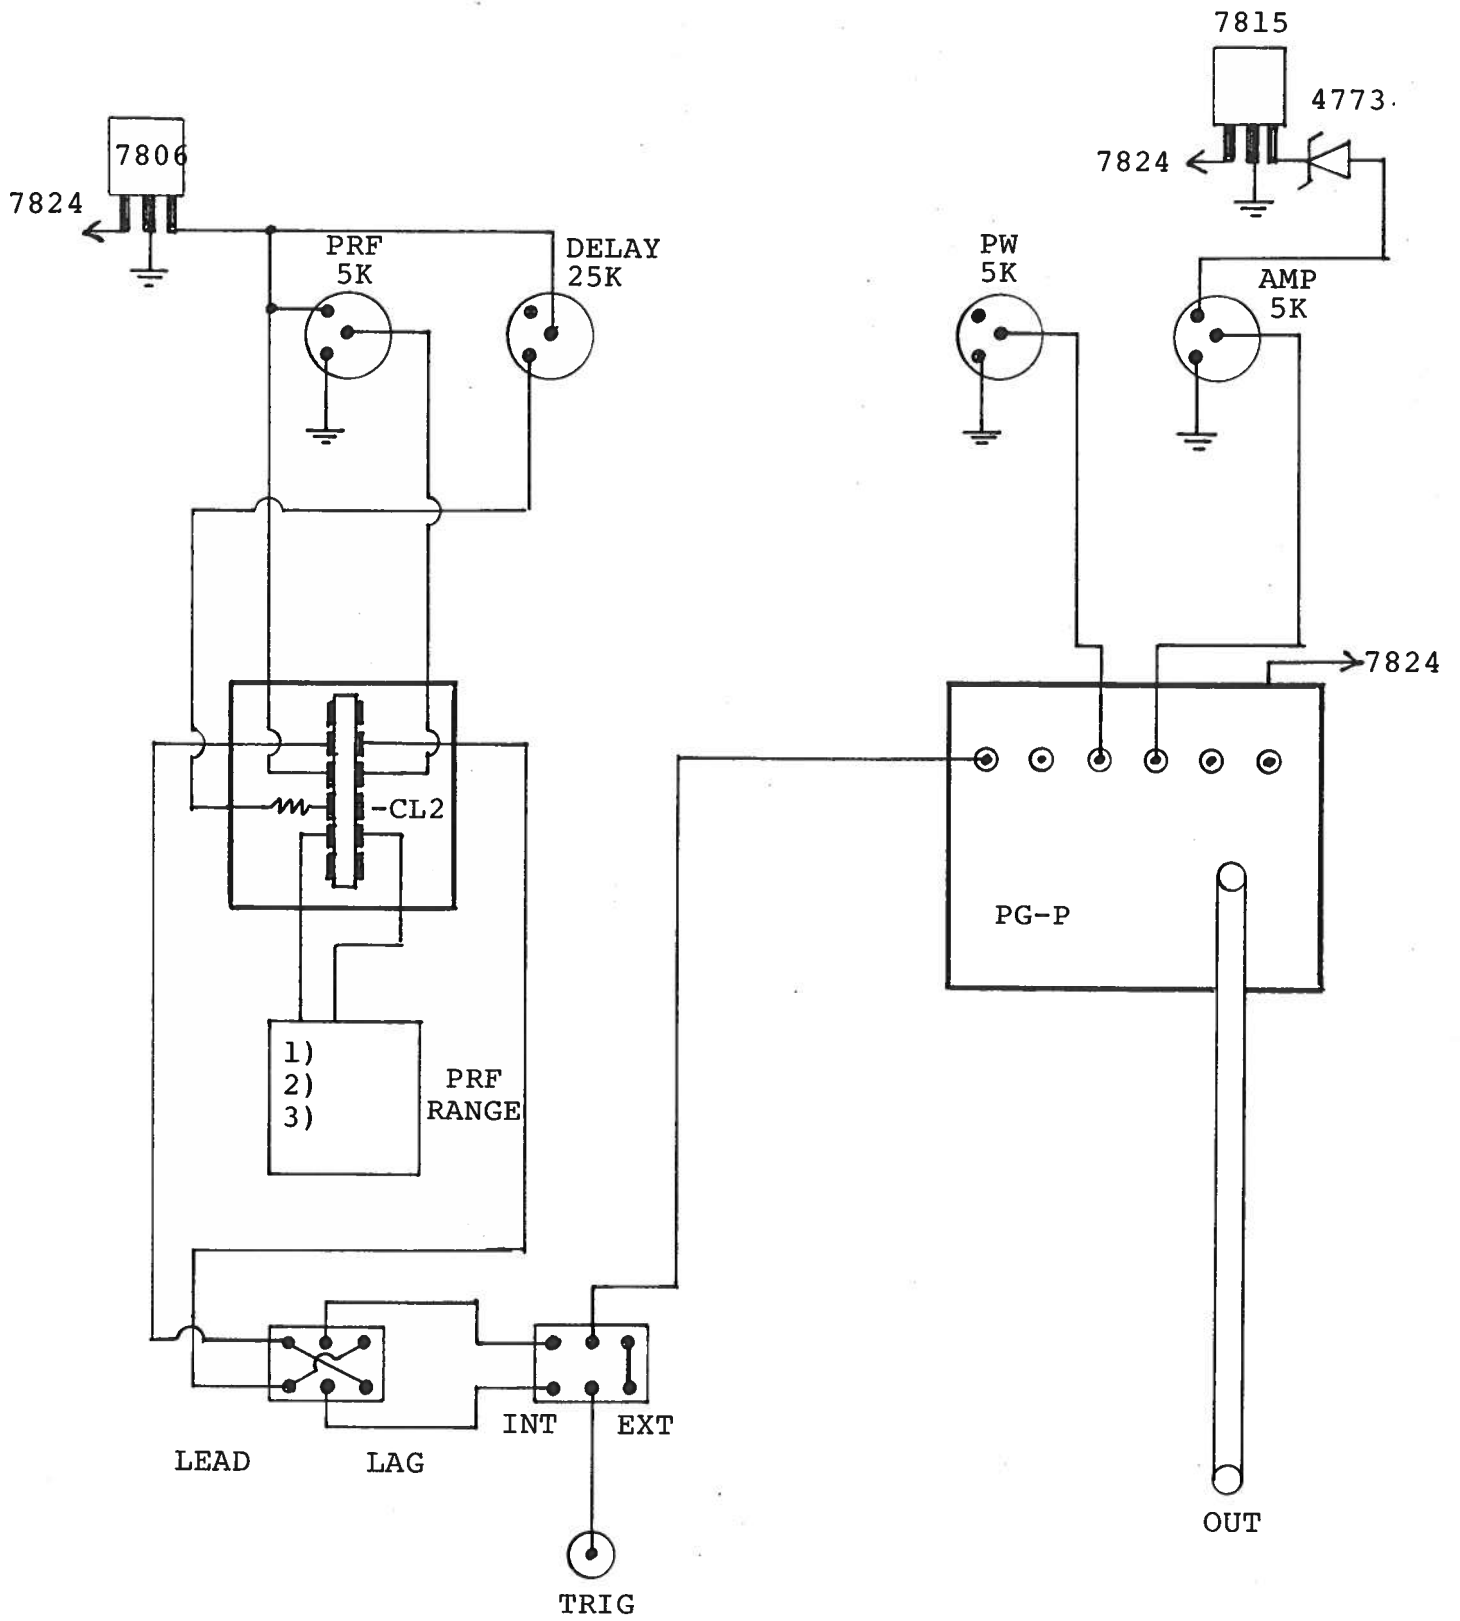 7815
4773
7806
7824
7824
PRF
5K
DELAY
25K
PW
5K
AMP
5K
7824
-CL2
PG-P
1)
2)
3)
PRF
RANGE
INT
EXT
LEAD
LAG
OUT
TRIG